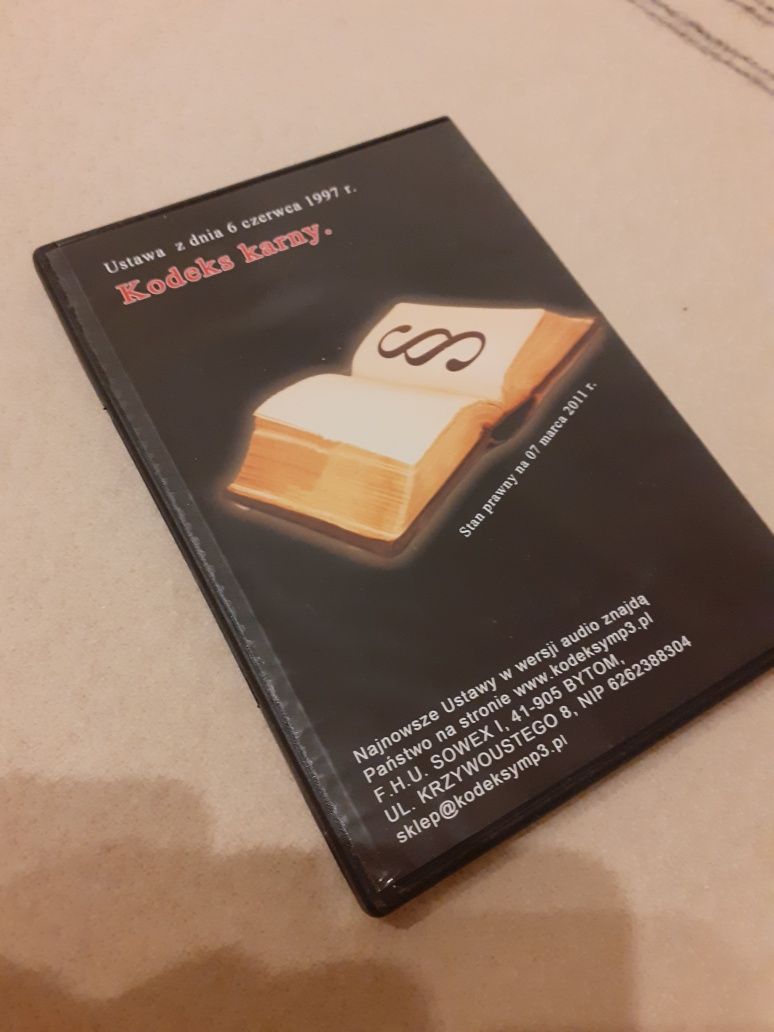 Ustawa z dnia 6 czerwca 1997 r.
Kodeks karny.
§
Stan prawny na 07 marca 2011 r.
Najnowsze Ustawy w wersji audio znajdą
Państwo na stronie www.kodeksymp3.pl
F.H.U. SOWEX I, 41-905 BYTOM,
UL. KRZYWOUSTEGO 8, NIP 6262388304
sklep@kodeksymp3.pl